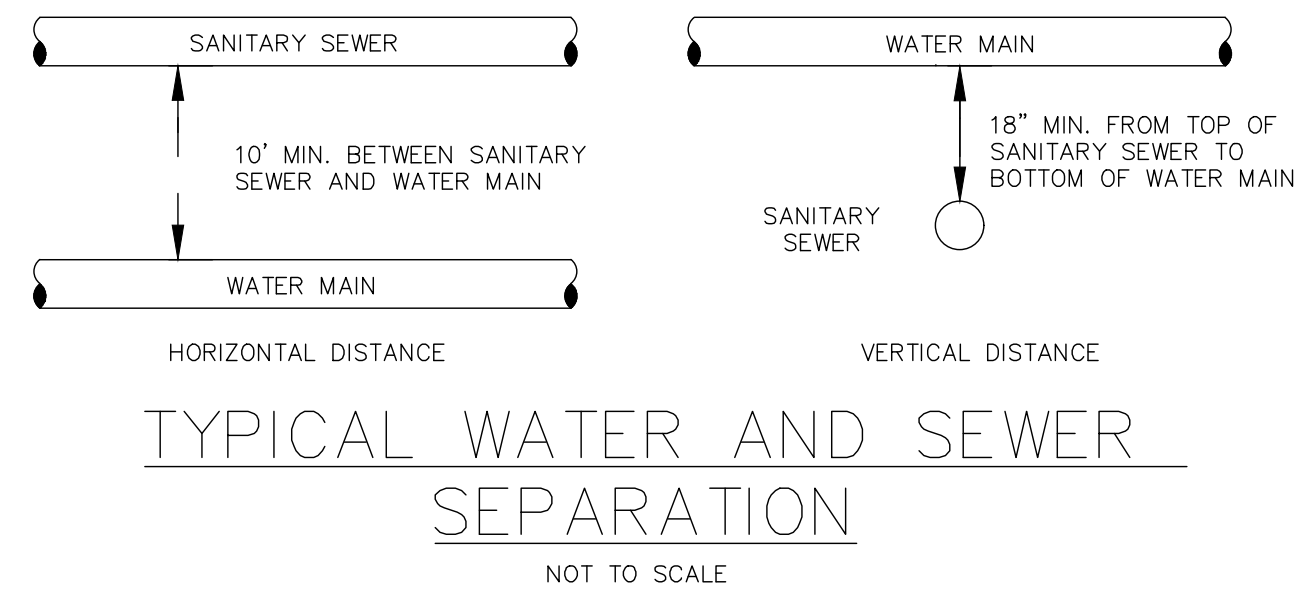 SANITARY SEWER
10' MIN. BETWEEN SANITARY
SEWER AND WATER MAIN
WATER MAIN
HORIZONTAL DISTANCE
WATER MAIN
18" MIN. FROM TOP OF
SANITARY SEWER TO
BOTTOM OF WATER MAIN
SANITARY
SEWER
VERTICAL DISTANCE
TYPICAL WATER AND SEWER
SEPARATION
NOT TO SCALE